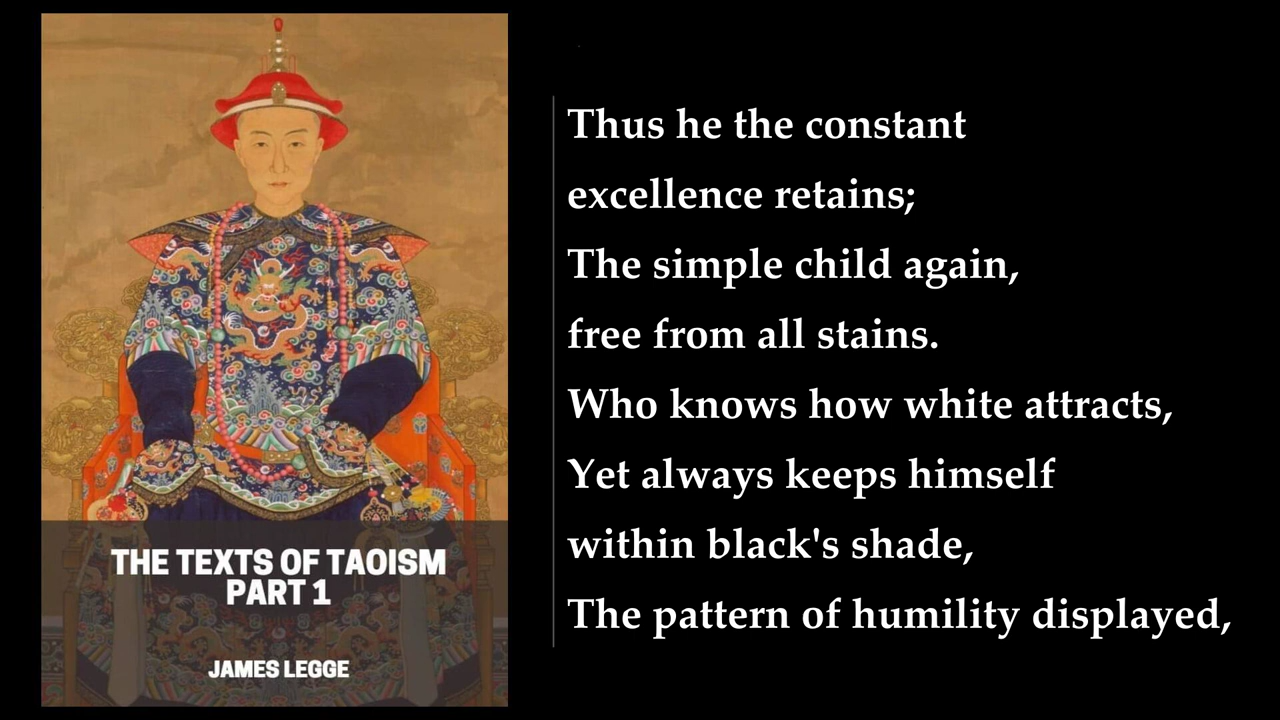 THE TEXTS OF TAOISM
PART 1
JAMES LEGGE
Thus he the constant
excellence retains;
The simple child again,
free from all stains.
Who knows how white attracts,
Yet always keeps himself
within black's shade,
The pattern of humility displayed,